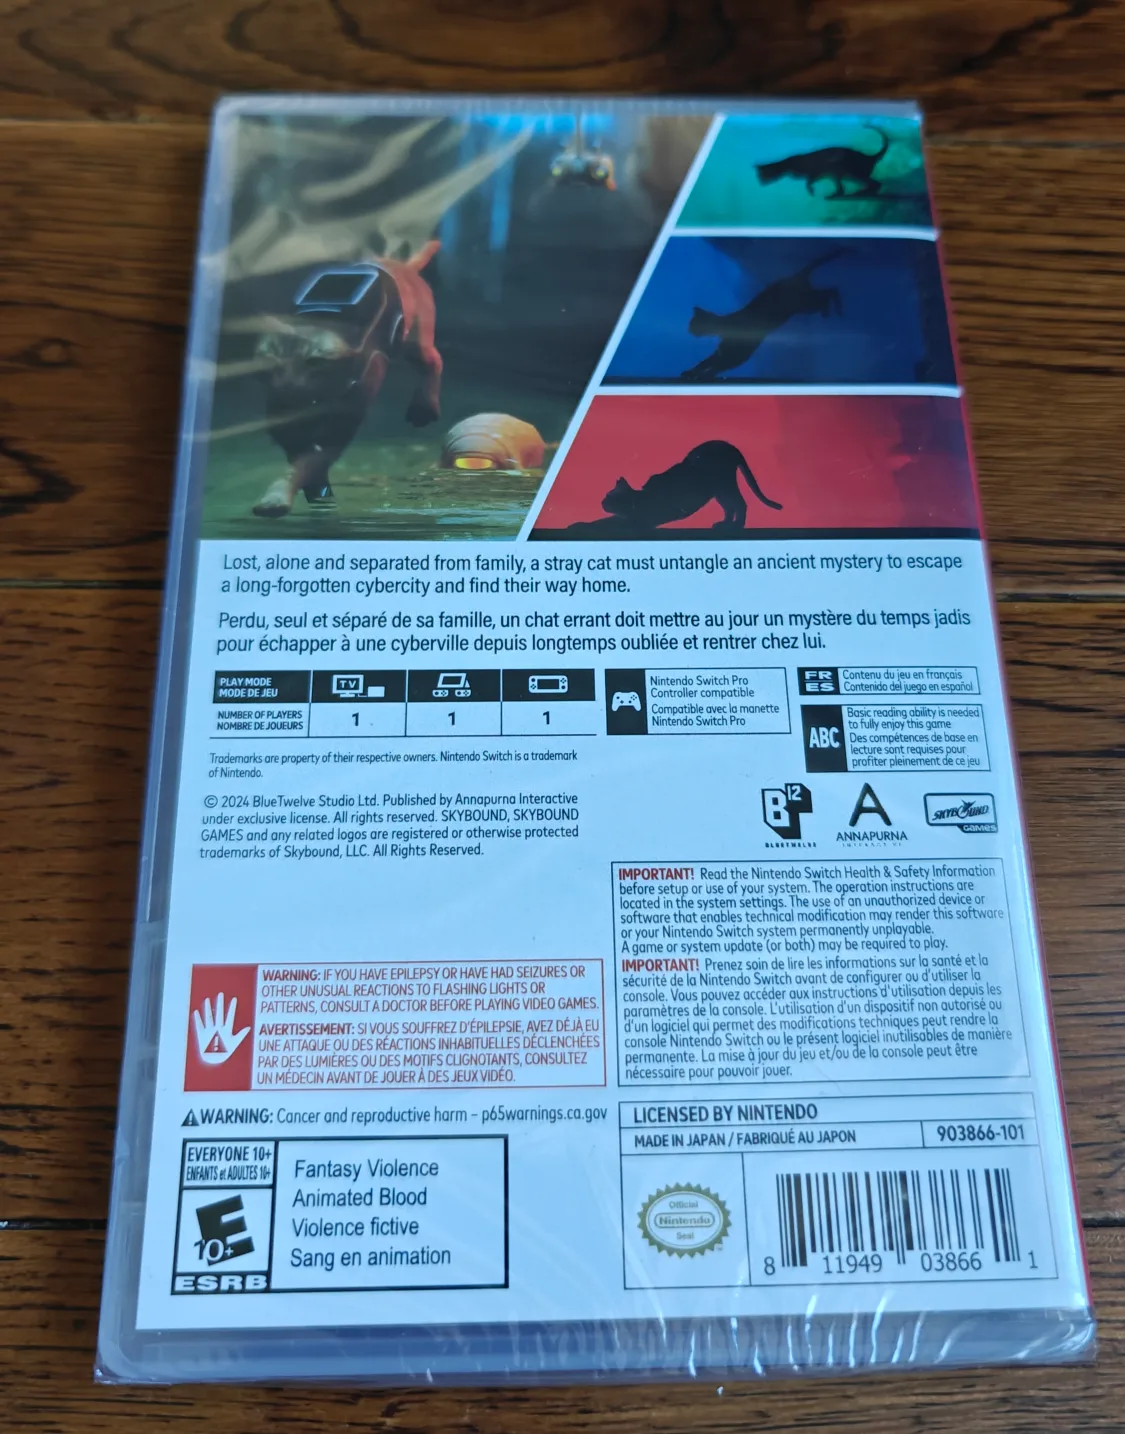 Lost, alone and separated from family, a stray cat must untangle an ancient mystery to escape
a long-forgotten cybercity and find their way home.
Perdu, seul et séparé de sa famille, un chat errant doit mettre au jour un mystère du temps jadis
pour échapper à une cyberville depuis longtemps oubliée et rentrer chez lui.
PLAY MODE
MODE DE JEU
TV
NUMBER OF PLAYERS
NOMBRE DE JOUEURS
1
1
1
Nintendo Switch Pro
Controller compatible
Compatible avec la manette
Nintendo Switch Pro
FR
ES
Contenu du jeu en français
Contenido del juego en español
ABC
Basic reading ability is needed
to fully enjoy this game
Des compétences de base en
lecture sont requises pour
profiter pleinement de ce jeu
Trademarks are property of their respective owners. Nintendo Switch is a trademark
of Nintendo.
© 2024 BlueTwelve Studio Ltd. Published by Annapurna Interactive
under exclusive license. All rights reserved. SKYBOUND, SKYBOUND
GAMES and any related logos are registered or otherwise protected
trademarks of Skybound, LLC. All Rights Reserved.
B12
BLUETWELVE
ANNAPURNA
INTERACTIVE
SKYBOUND
GAMES
IMPORTANT! Read the Nintendo Switch Health & Safety Information
before setup or use of your system. The operation instructions are
located in the system settings. The use of an unauthorized device or
software that enables technical modification may render this software
or your Nintendo Switch system permanently unplayable.
A game or system update (or both) may be required to play.
IMPORTANT! Prenez soin de lire les informations sur la santé et la
sécurité de la Nintendo Switch avant de configurer ou d'utiliser la
console. Vous pouvez accéder aux instructions d'utilisation depuis les
paramètres de la console. L'utilisation d'un dispositif non autorisé ou
d'un logiciel qui permet des modifications techniques peut rendre la
console Nintendo Switch ou le présent logiciel inutilisables de manière
permanente. La mise à jour du jeu et/ou de la console peut être
nécessaire pour pouvoir jouer.
WARNING: IF YOU HAVE EPILEPSY OR HAVE HAD SEIZURES OR
OTHER UNUSUAL REACTIONS TO FLASHING LIGHTS OR
PATTERNS, CONSULT A DOCTOR BEFORE PLAYING VIDEO GAMES.
AVERTISSEMENT: SI VOUS SOUFFREZ D'ÉPILEPSIE, AVEZ DÉJÀ EU
UNE ATTAQUE OU DES RÉACTIONS INHABITUELLES DÉCLENCHÉES
PAR DES LUMIÈRES OU DES MOTIFS CLIGNOTANTS, CONSULTEZ
UN MÉDECIN AVANT DE JOUER À DES JEUX VIDÉO.
WARNING: Cancer and reproductive harm – p65warnings.ca.gov
EVERYONE 10+
ENFANTS et ADULTES 10+
E
10+
ESRB
Fantasy Violence
Animated Blood
Violence fictive
Sang en animation
LICENSED BY NINTENDO
MADE IN JAPAN / FABRIQUÉ AU JAPON
903866-101
Official
Nintendo
Seal
8 11949 03866 1